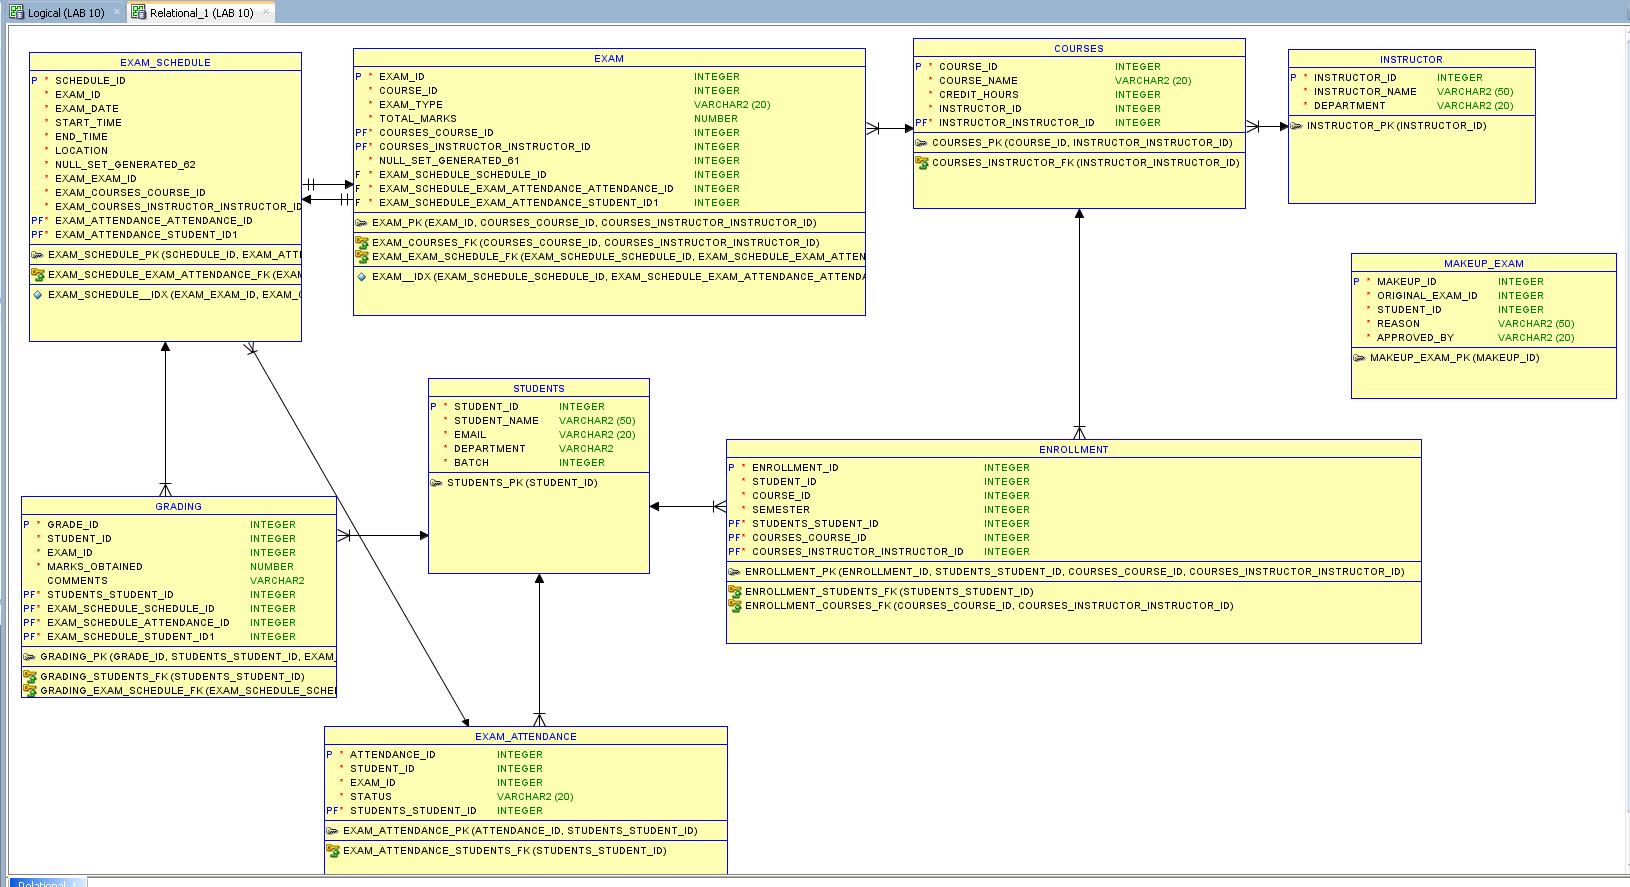 Logical (LAB 10)
Relational_1 (LAB 10)
EXAM_SCHEDULE
P * SCHEDULE_ID
* EXAM_ID
* EXAM_DATE
* START_TIME
* END_TIME
* LOCATION
* NULL_SET_GENERATED_62
* EXAM_EXAM_ID
* EXAM_COURSES_COURSE_ID
* EXAM_COURSES_INSTRUCTOR_INSTRUCTOR_ID
PF* EXAM_ATTENDANCE_ATTENDANCE_ID
PF* EXAM_ATTENDANCE_STUDENT_ID1
EXAM_SCHEDULE_PK (SCHEDULE_ID, EXAM_ATT
EXAM_SCHEDULE_EXAM_ATTENDANCE_FK (EXAM
EXAM_SCHEDULE__IDX (EXAM_EXAM_ID, EXAM_C
EXAM
P * EXAM_ID INTEGER
* COURSE_ID INTEGER
* EXAM_TYPE VARCHAR2 (20)
* TOTAL_MARKS NUMBER
PF* COURSES_COURSE_ID INTEGER
PF* COURSES_INSTRUCTOR_INSTRUCTOR_ID INTEGER
* NULL_SET_GENERATED_61 INTEGER
F * EXAM_SCHEDULE_SCHEDULE_ID INTEGER
F * EXAM_SCHEDULE_EXAM_ATTENDANCE_ATTENDANCE_ID INTEGER
F * EXAM_SCHEDULE_EXAM_ATTENDANCE_STUDENT_ID1 INTEGER
EXAM_PK (EXAM_ID, COURSES_COURSE_ID, COURSES_INSTRUCTOR_INSTRUCTOR_ID)
EXAM_COURSES_FK (COURSES_COURSE_ID, COURSES_INSTRUCTOR_INSTRUCTOR_ID)
EXAM_EXAM_SCHEDULE_FK (EXAM_SCHEDULE_SCHEDULE_ID, EXAM_SCHEDULE_EXAM_ATTEN
EXAM__IDX (EXAM_SCHEDULE_SCHEDULE_ID, EXAM_SCHEDULE_EXAM_ATTENDANCE_ATTENDA
COURSES
P * COURSE_ID INTEGER
* COURSE_NAME VARCHAR2 (20)
* CREDIT_HOURS INTEGER
* INSTRUCTOR_ID INTEGER
PF* INSTRUCTOR_INSTRUCTOR_ID INTEGER
COURSES_PK (COURSE_ID, INSTRUCTOR_INSTRUCTOR_ID)
COURSES_INSTRUCTOR_FK (INSTRUCTOR_INSTRUCTOR_ID)
INSTRUCTOR
P * INSTRUCTOR_ID INTEGER
* INSTRUCTOR_NAME VARCHAR2 (50)
* DEPARTMENT VARCHAR2 (20)
INSTRUCTOR_PK (INSTRUCTOR_ID)
MAKEUP_EXAM
P * MAKEUP_ID INTEGER
* ORIGINAL_EXAM_ID INTEGER
* STUDENT_ID INTEGER
* REASON VARCHAR2 (50)
* APPROVED_BY VARCHAR2 (20)
MAKEUP_EXAM_PK (MAKEUP_ID)
STUDENTS
P * STUDENT_ID INTEGER
* STUDENT_NAME VARCHAR2 (50)
* EMAIL VARCHAR2 (20)
* DEPARTMENT VARCHAR2
* BATCH INTEGER
STUDENTS_PK (STUDENT_ID)
ENROLLMENT
P * ENROLLMENT_ID INTEGER
* STUDENT_ID INTEGER
* COURSE_ID INTEGER
* SEMESTER INTEGER
PF* STUDENTS_STUDENT_ID INTEGER
PF* COURSES_COURSE_ID INTEGER
PF* COURSES_INSTRUCTOR_INSTRUCTOR_ID INTEGER
ENROLLMENT_PK (ENROLLMENT_ID, STUDENTS_STUDENT_ID, COURSES_COURSE_ID, COURSES_INSTRUCTOR_INSTRUCTOR_ID)
ENROLLMENT_STUDENTS_FK (STUDENTS_STUDENT_ID)
ENROLLMENT_COURSES_FK (COURSES_COURSE_ID, COURSES_INSTRUCTOR_INSTRUCTOR_ID)
GRADING
P * GRADE_ID INTEGER
* STUDENT_ID INTEGER
* EXAM_ID INTEGER
* MARKS_OBTAINED NUMBER
COMMENTS VARCHAR2
PF* STUDENTS_STUDENT_ID INTEGER
PF* EXAM_SCHEDULE_SCHEDULE_ID INTEGER
PF* EXAM_SCHEDULE_ATTENDANCE_ID INTEGER
PF* EXAM_SCHEDULE_STUDENT_ID1 INTEGER
GRADING_PK (GRADE_ID, STUDENTS_STUDENT_ID, EXAM_
GRADING_STUDENTS_FK (STUDENTS_STUDENT_ID)
GRADING_EXAM_SCHEDULE_FK (EXAM_SCHEDULE_SCHE
EXAM_ATTENDANCE
P * ATTENDANCE_ID INTEGER
* STUDENT_ID INTEGER
* EXAM_ID INTEGER
* STATUS VARCHAR2 (20)
PF* STUDENTS_STUDENT_ID INTEGER
EXAM_ATTENDANCE_PK (ATTENDANCE_ID, STUDENTS_STUDENT_ID)
EXAM_ATTENDANCE_STUDENTS_FK (STUDENTS_STUDENT_ID)
Relational_1